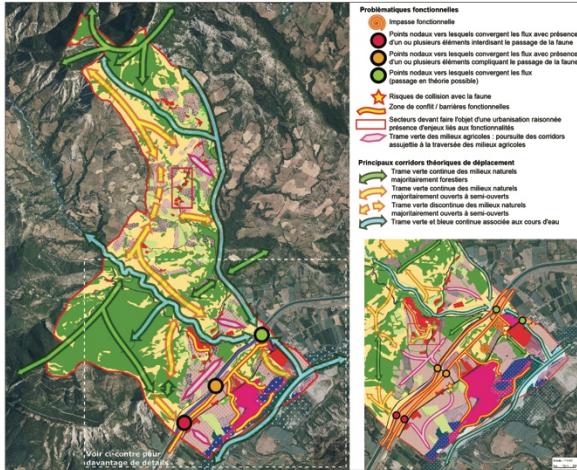 Problématiques fonctionnelles
Impasse fonctionnelle
Points nodaux vers lesquels convergent les flux avec présence
d'un ou plusieurs éléments interdisant le passage de la faune
Points nodaux vers lesquels convergent les flux avec présence
d'un ou plusieurs éléments compliquant le passage de la faune
Points nodaux vers lesquels convergent les flux
(passage en théorie possible)
Risques de collision avec la faune
Zone de conflit / barrières fonctionnelles
Secteurs devant faire l'objet d'une urbanisation raisonnée
présence d'enjeux liés aux fonctionnalités
Trame verte des milieux agricoles : poursuite des corridors
assujettie à la traversée des milieux agricoles
Principaux corridors théoriques de déplacement
Trame verte continue des milieux naturels
majoritairement forestiers
Trame verte continue des milieux naturels
majoritairement ouverts à semi-ouverts
Trame verte discontinue des milieux naturels
majoritairement ouverts à semi-ouverts
Trame verte et bleue continue associée aux cours d'eau
Voir ci-contre pour
davantage de détails